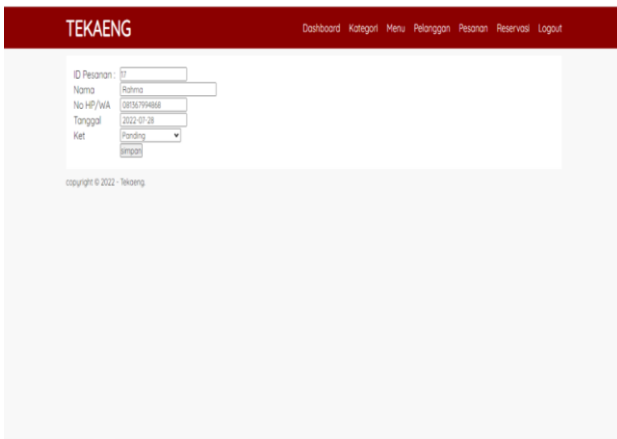 TEKAENG
Dashboard Kategori Menu Pelanggan Pesanan Reservasi Logout
ID Pesanan : 17
Nama Rahma
No HP/WA 081367994868
Tanggal 2022-07-28
Ket Panding
simpan
copyright © 2022 - Tekaeng.